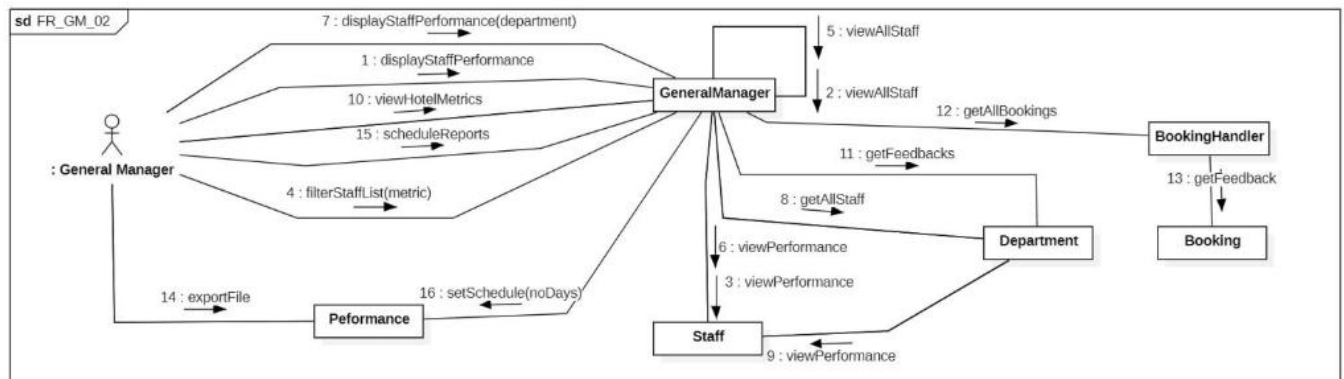 sd FR_GM_02
7 : displayStaffPerformance(department)
5 : viewAllStaff
1 : displayStaffPerformance
GeneralManager
2 : viewAllStaff
10 : viewHotelMetrics
12 : getAllBookings
15 : scheduleReports
BookingHandler
: General Manager
11 : getFeedbacks
13 : getFeedback
4 : filterStaffList(metric)
8 : getAllStaff
6 : viewPerformance
Department
Booking
3 : viewPerformance
14 : exportFile
16 : setSchedule(noDays)
Peformance
Staff
9 : viewPerformance